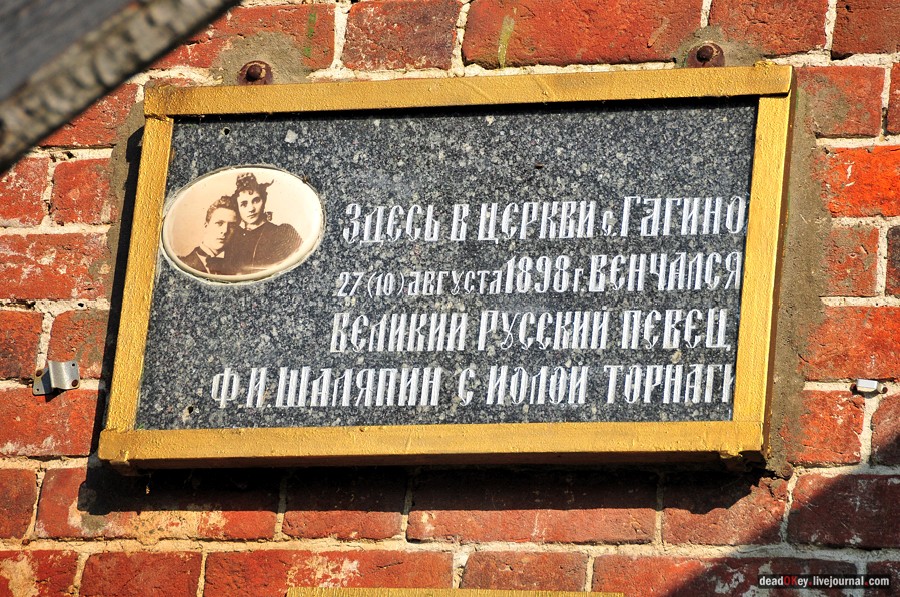 ЗДЕСЬ В ЦЕРКВИ С. ГАГИНО
27 (10) АВГУСТА 1898 г. ВЕНЧАЛСЯ
ВЕЛИКИЙ РУССКИЙ ПЕВЕЦ
Ф.И. ШАЛЯПИН С ИОЛОЙ ТОРНАГИ
deadOKey.livejournal.com